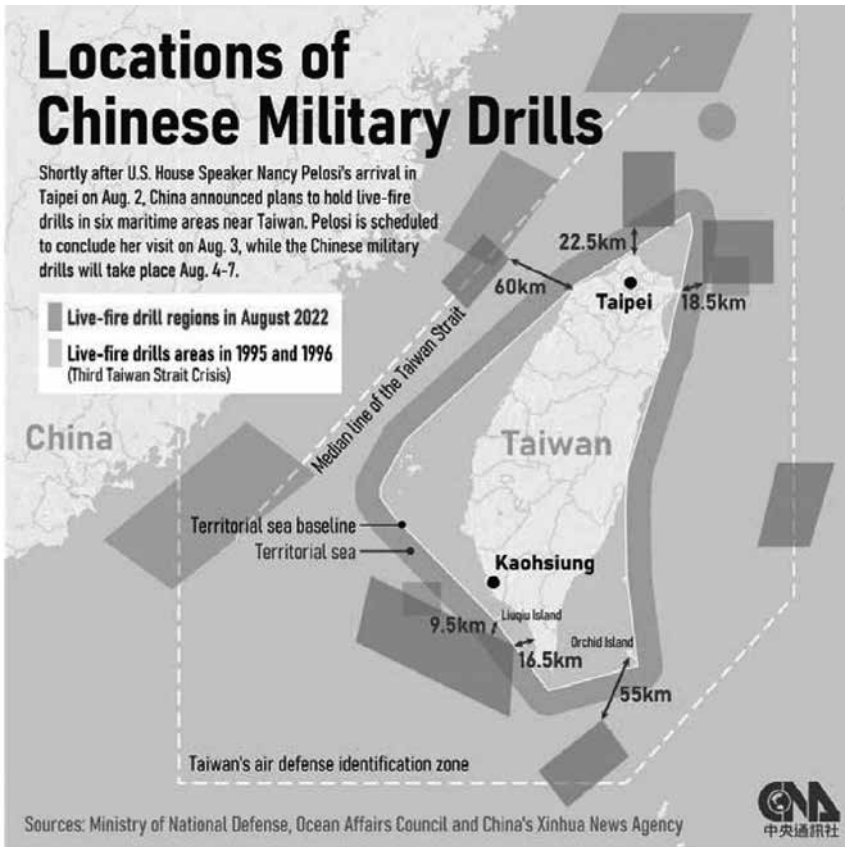 Locations of
Chinese Military Drills
Shortly after U.S. House Speaker Nancy Pelosi's arrival in
Taipei on Aug. 2, China announced plans to hold live-fire
drills in six maritime areas near Taiwan. Pelosi is scheduled
to conclude her visit on Aug. 3, while the Chinese military
drills will take place Aug. 4-7.
Live-fire drill regions in August 2022
Live-fire drills areas in 1995 and 1996
(Third Taiwan Strait Crisis)
22.5km
60km
Taipei
18.5km
Median line of the Taiwan Strait
China
Taiwan
Territorial sea baseline
Territorial sea
Kaohsiung
Liuqiu Island
9.5km
Orchid Island
16.5km
55km
Taiwan's air defense identification zone
CNA
中央通訊社
Sources: Ministry of National Defense, Ocean Affairs Council and China's Xinhua News Agency